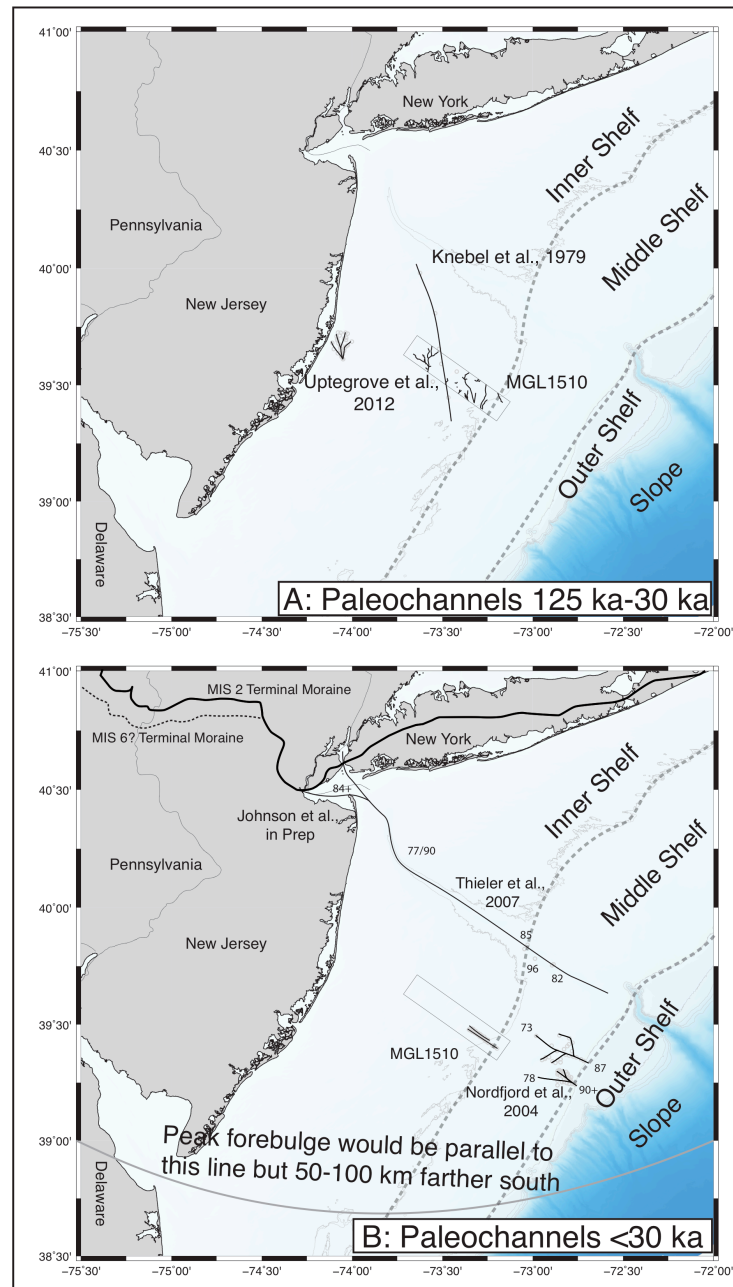 41°00'
New York
40°30'
Inner Shelf
Pennsylvania
Middle Shelf
Knebel et al., 1979
40°00'
New Jersey
39°30'
Uptegrove et al.,
2012
MGL1510
Outer Shelf
Slope
39°00'
Delaware
38°30'
A: Paleochannels 125 ka-30 ka
−75°30' −75°00' −74°30' −74°00' −73°30' −73°00' −72°30' −72°00'
41°00'
MIS 2 Terminal Moraine
MIS 6? Terminal Moraine
New York
40°30'
84+
Johnson et al.,
in Prep
Inner Shelf
77/90
Pennsylvania
Thieler et al.,
2007
Middle Shelf
40°00'
New Jersey
85
96
82
39°30'
73
MGL1510
87
78
90+
Nordfjord et al.,
2004
Outer Shelf
Slope
39°00'
Peak forebulge would be parallel to
this line but 50-100 km farther south
Delaware
38°30'
B: Paleochannels <30 ka
−75°30' −75°00' −74°30' −74°00' −73°30' −73°00' −72°30' −72°00'